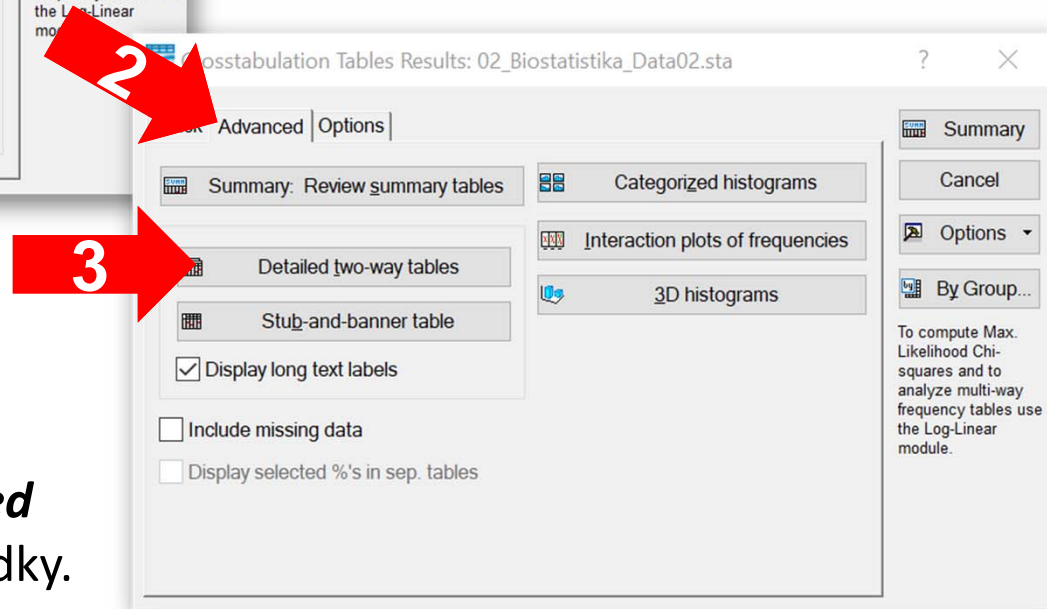 the Log-Linear
2
Crosstabulation Tables Results: 02_Biostatistika_Data02.sta
?
Advanced
Options
Summary: Review summary tables
Categorized histograms
Interaction plots of frequencies
3
Detailed two-way tables
3D histograms
Stub-and-banner table
Display long text labels
Include missing data
Display selected %'s in sep. tables
Summary
Cancel
Options
By Group...
To compute Max.
Likelihood Chi-
squares and to
analyze multi-way
frequency tables use
the Log-Linear
module.